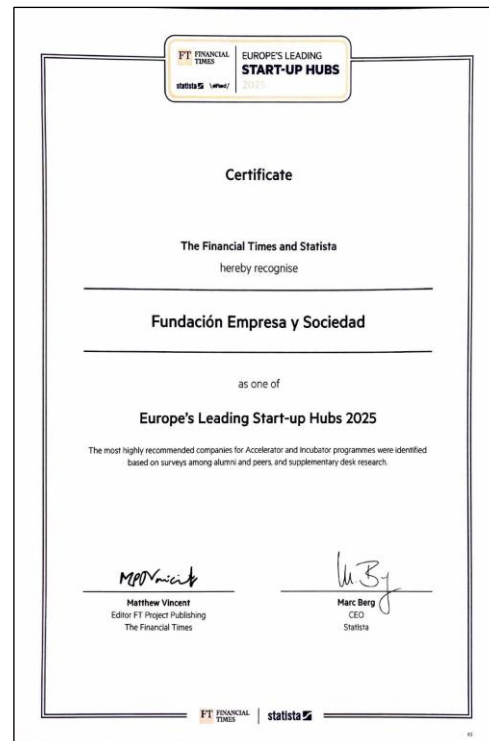 FT FINANCIAL TIMES
statista sifted/
EUROPE'S LEADING
START-UP HUBS
2025
Certificate
The Financial Times and Statista
hereby recognise
Fundación Empresa y Sociedad
as one of
Europe's Leading Start-up Hubs 2025
The most highly recommended companies for Accelerator and Incubator programmes were identified
based on surveys among alumni and peers, and supplementary desk research.
Matthew Vincent
Editor FT Project Publishing
The Financial Times
Marc Berg
CEO
Statista
FT FINANCIAL TIMES
statista